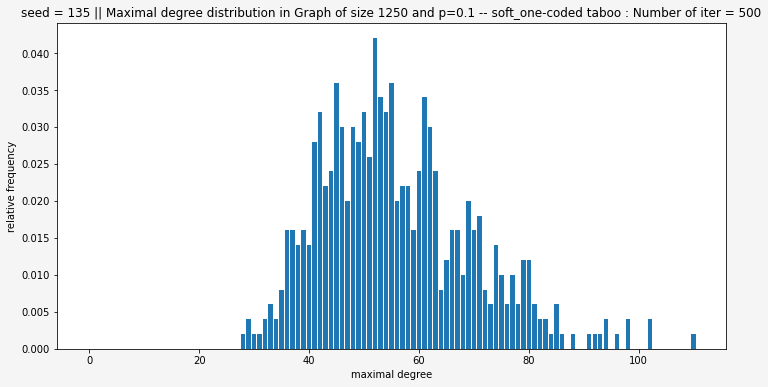 seed = 135 || Maximal degree distribution in Graph of size 1250 and p=0.1 -- soft_one-coded taboo : Number of iter = 500
0.040
0.035
0.030
0.025
0.020
0.015
0.010
0.005
0.000
relative frequency
0 20 40 60 80 100
maximal degree